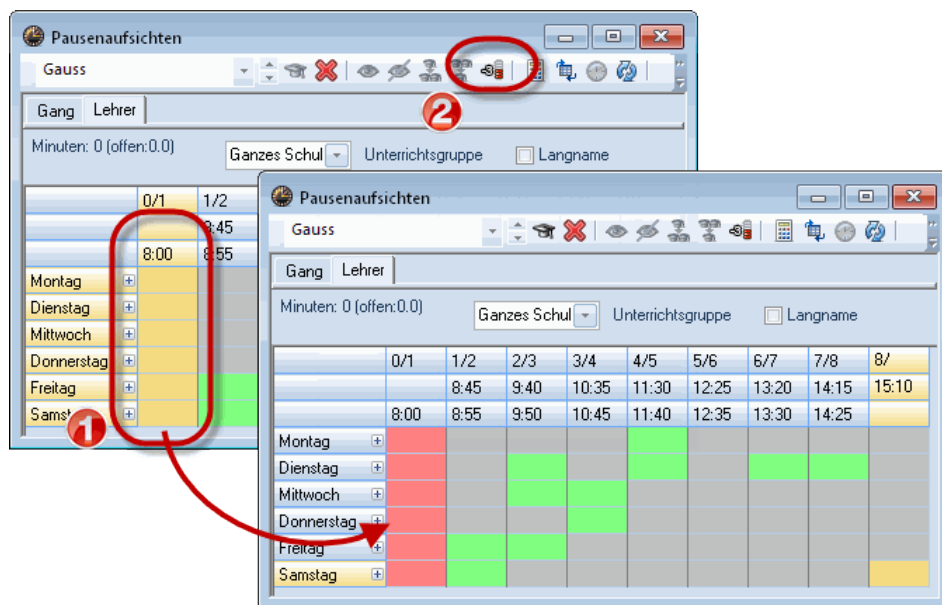 Pausenaufsichten
Gauss
2
Gang Lehrer
Minuten: 0 (offen:0.0) Ganzes Schul Unterrichtsgruppe Langname
0/1 1/2
8:45
8:00 8:55
Montag
Dienstag
Mittwoch
Donnerstag
Freitag
Samst
1
Pausenaufsichten
Gauss
Gang Lehrer
Minuten: 0 (offen:0.0) Ganzes Schul Unterrichtsgruppe Langname
0/1 1/2 2/3 3/4 4/5 5/6 6/7 7/8 8/
8:45 9:40 10:35 11:30 12:25 13:20 14:15 15:10
8:00 8:55 9:50 10:45 11:40 12:35 13:30 14:25
Montag
Dienstag
Mittwoch
Donnerstag
Freitag
Samstag